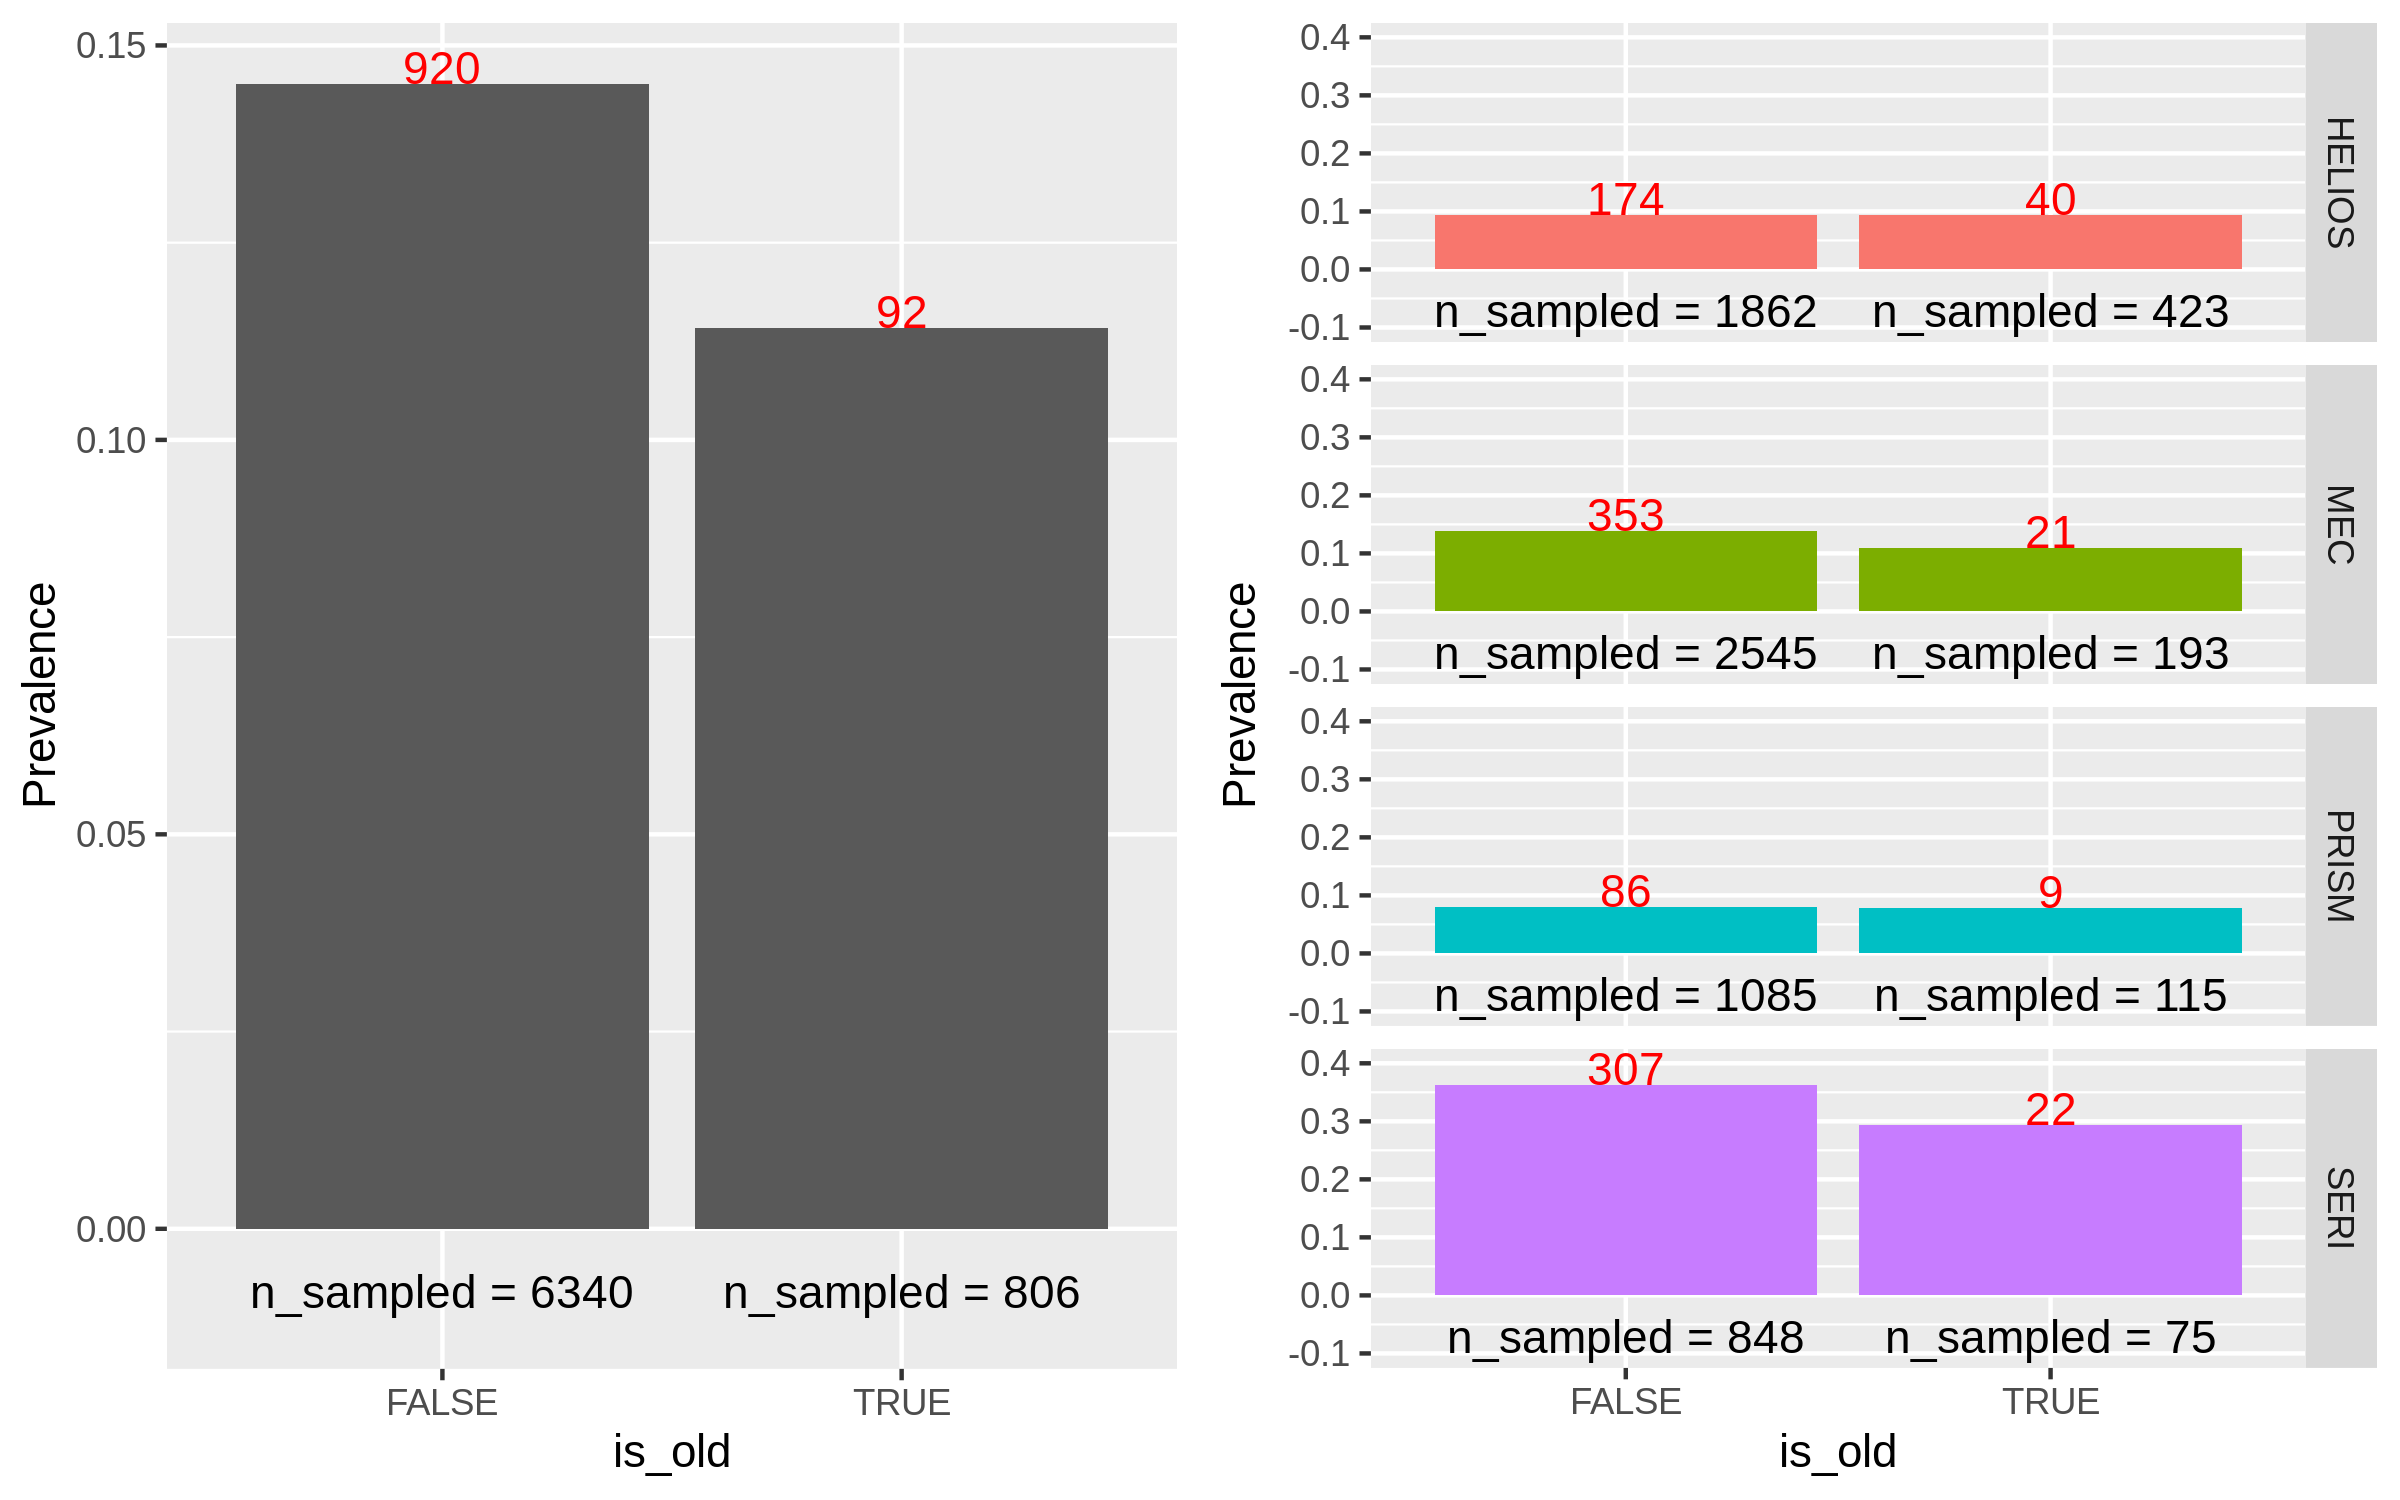 Prevalence
0.15
0.10
0.05
0.00
920
92
n_sampled = 6340
n_sampled = 806
FALSE
TRUE
is_old
Prevalence
0.4
0.3
0.2
0.1
0.0
-0.1
174
40
n_sampled = 1862
n_sampled = 423
HELIOS
0.4
0.3
0.2
0.1
0.0
-0.1
353
21
n_sampled = 2545
n_sampled = 193
MEC
0.4
0.3
0.2
0.1
0.0
-0.1
86
9
n_sampled = 1085
n_sampled = 115
PRISM
0.4
0.3
0.2
0.1
0.0
-0.1
307
22
n_sampled = 848
n_sampled = 75
SERI
FALSE
TRUE
is_old